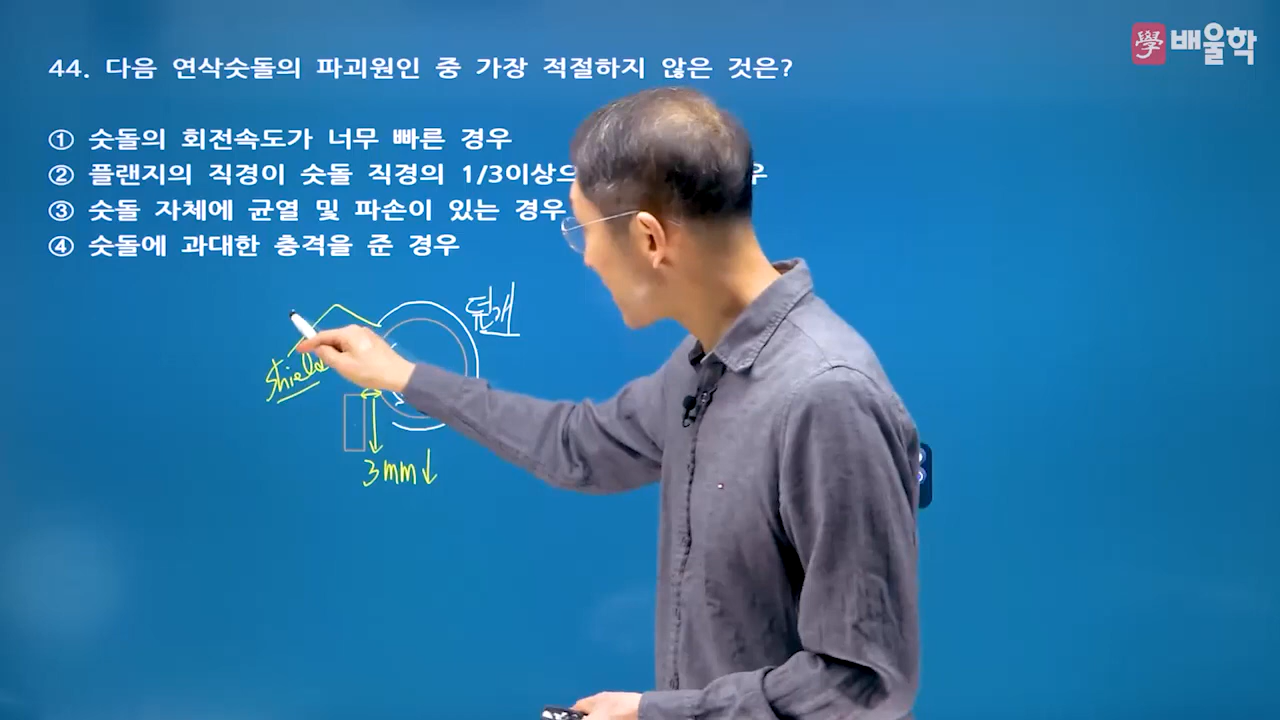 學 배울학
44. 다음 연삭숫돌의 파괴원인 중 가장 적절하지 않은 것은?
① 숫돌의 회전속도가 너무 빠른 경우
② 플랜지의 직경이 숫돌 직경의 1/3이상
③ 숫돌 자체에 균열 및 파손이 있는 경우
④ 숫돌에 과대한 충격을 준 경우
덮개
shield
3mm↓